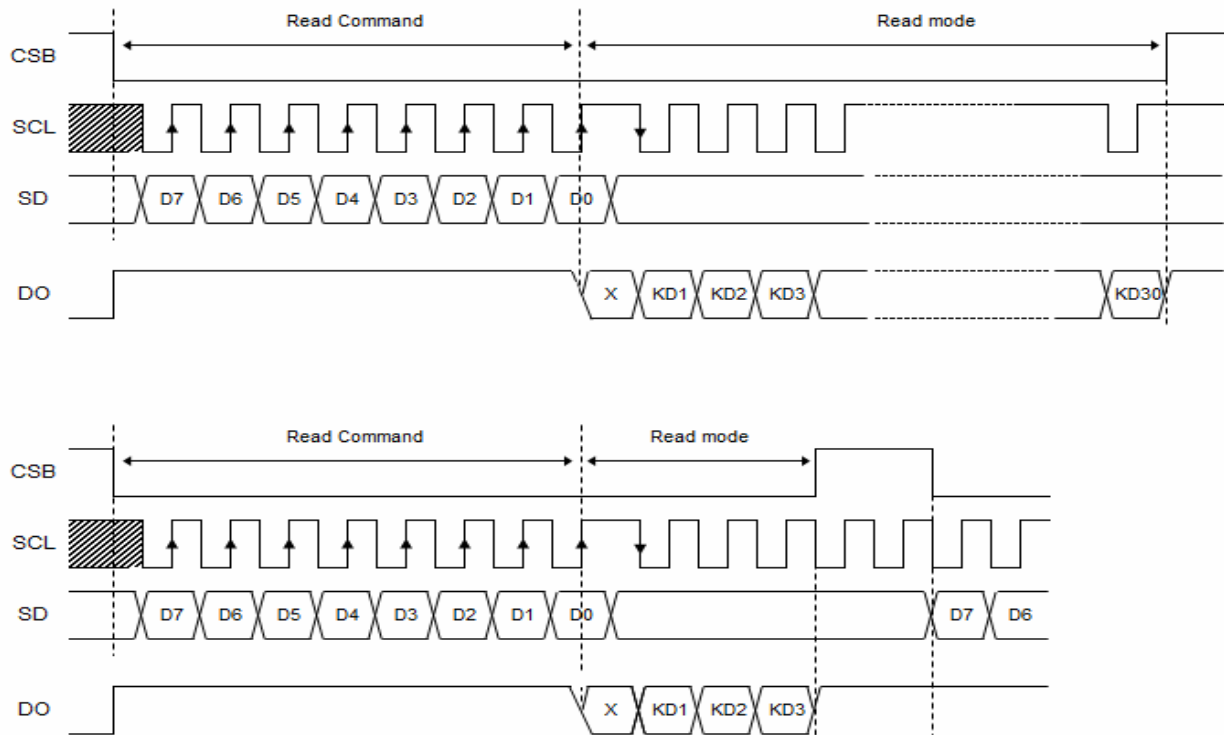 Read Command Read mode
CSB
SCL
SD D7 D6 D5 D4 D3 D2 D1 D0
DO X KD1 KD2 KD3 KD30
Read Command Read mode
CSB
SCL
SD D7 D6 D5 D4 D3 D2 D1 D0 D7 D6
DO X KD1 KD2 KD3